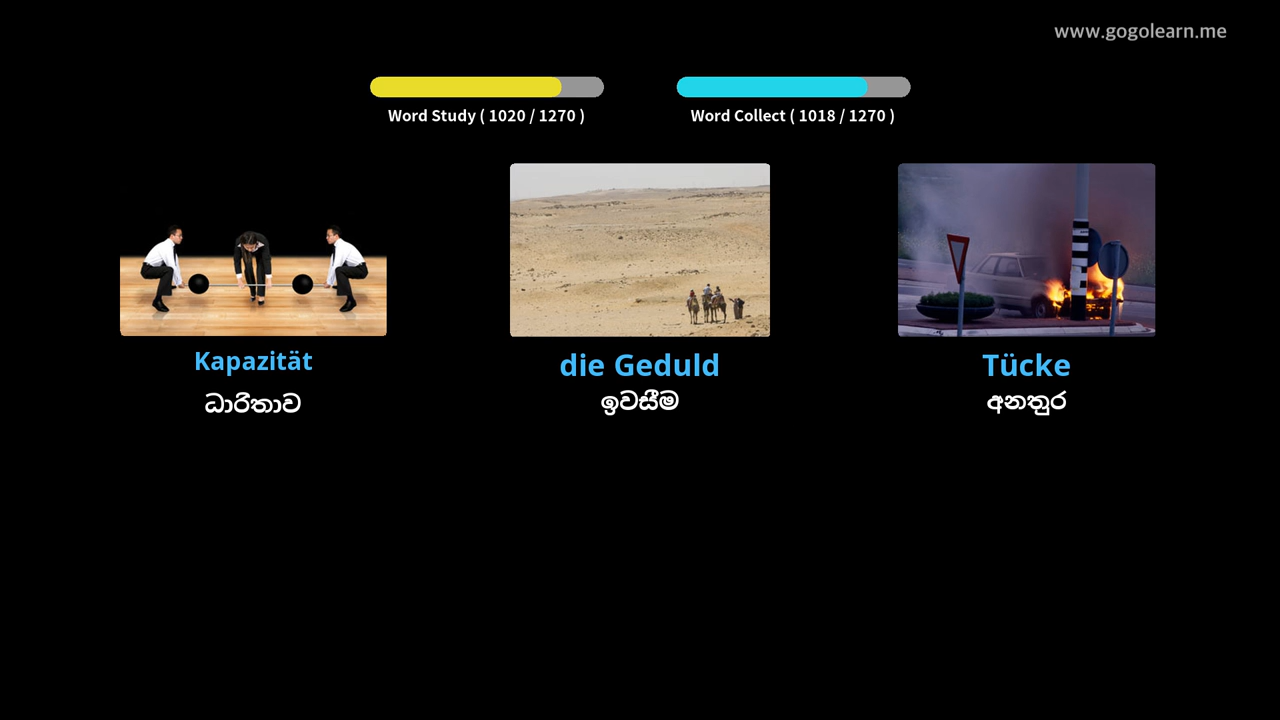 www.gogolearn.me
Word Study ( 1020 / 1270 )
Word Collect ( 1018 / 1270 )
Kapazität
ධාරිතාව
die Geduld
ඉවසීම
Tücke
අනතුර